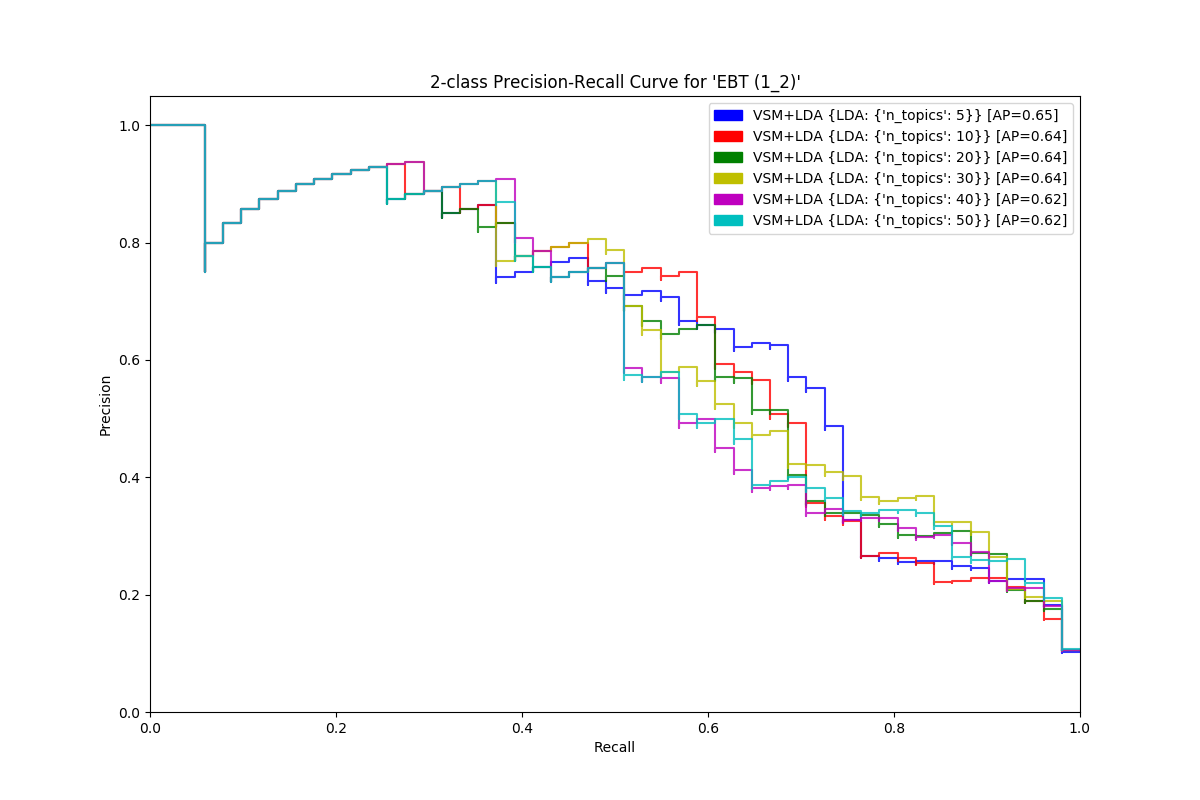 2-class Precision-Recall Curve for 'EBT (1_2)'
VSM+LDA {LDA: {'n_topics': 5}} [AP=0.65]
VSM+LDA {LDA: {'n_topics': 10}} [AP=0.64]
VSM+LDA {LDA: {'n_topics': 20}} [AP=0.64]
VSM+LDA {LDA: {'n_topics': 30}} [AP=0.64]
VSM+LDA {LDA: {'n_topics': 40}} [AP=0.62]
VSM+LDA {LDA: {'n_topics': 50}} [AP=0.62]
1.0
0.8
0.6
0.4
0.2
0.0
Precision
0.0 0.2 0.4 0.6 0.8 1.0
Recall